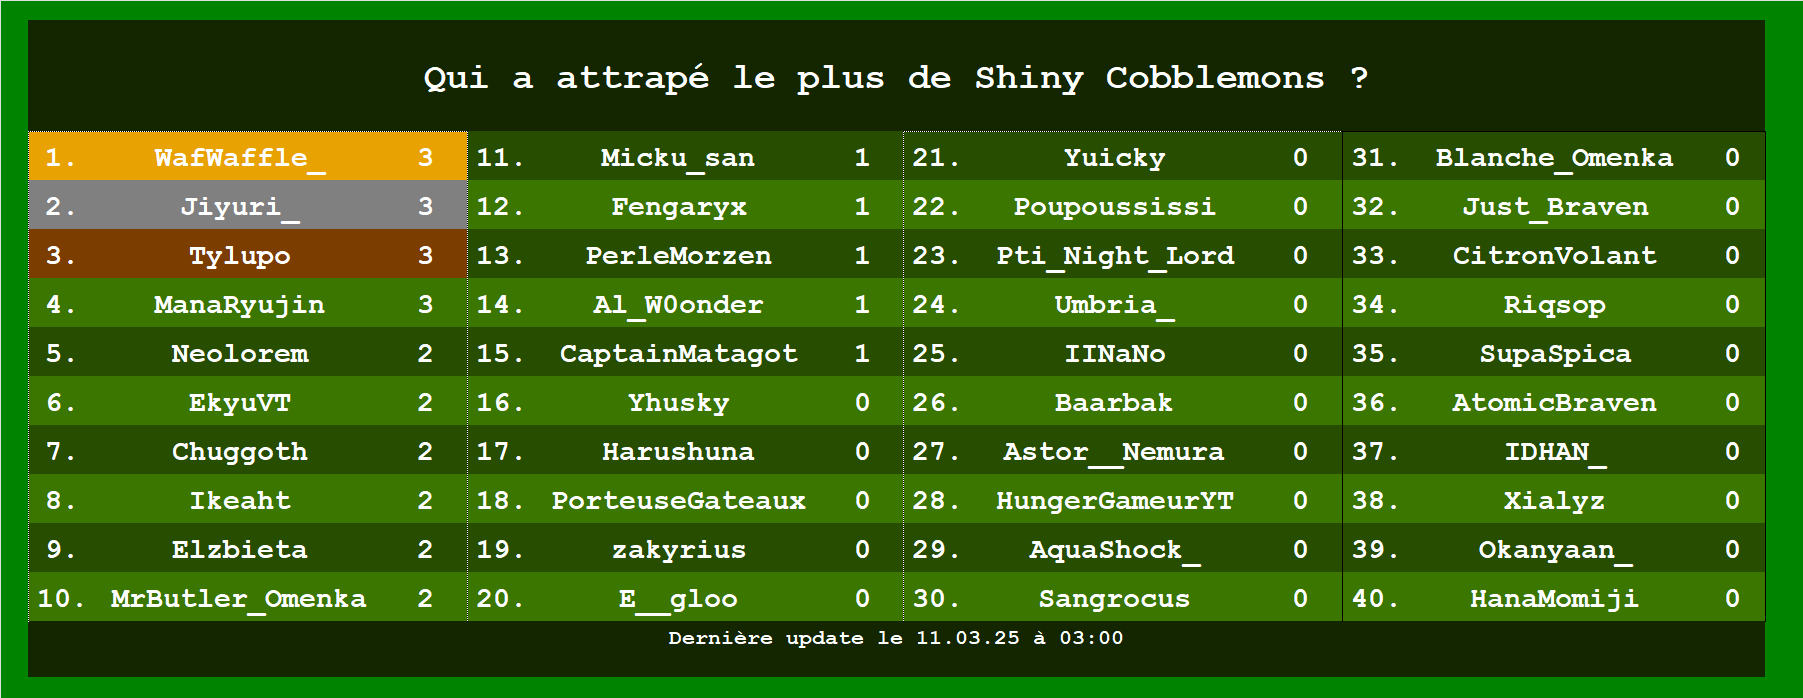 Qui a attrapé le plus de Shiny Cobblemons ?
1. WafWaffle_ 3
2. Jiyuri_ 3
3. Tylupo 3
4. ManaRyujin 3
5. Neolorem 2
6. EkyuVT 2
7. Chuggoth 2
8. Ikeaht 2
9. Elzbieta 2
10. MrButler_Omenka 2
11. Micku_san 1
12. Fengaryx 1
13. PerleMorzen 1
14. Al_W0onder 1
15. CaptainMatagot 1
16. Yhusky 0
17. Harushuna 0
18. PorteuseGateaux 0
19. zakyrius 0
20. E__gloo 0
21. Yuicky 0
22. Poupoussissi 0
23. Pti_Night_Lord 0
24. Umbria_ 0
25. IINaNo 0
26. Baarbak 0
27. Astor__Nemura 0
28. HungerGameurYT 0
29. AquaShock_ 0
30. Sangrocus 0
31. Blanche_Omenka 0
32. Just_Braven 0
33. CitronVolant 0
34. Riqsop 0
35. SupaSpica 0
36. AtomicBraven 0
37. IDHAN_ 0
38. Xialyz 0
39. Okanyaan_ 0
40. HanaMomiji 0
Dernière update le 11.03.25 à 03:00